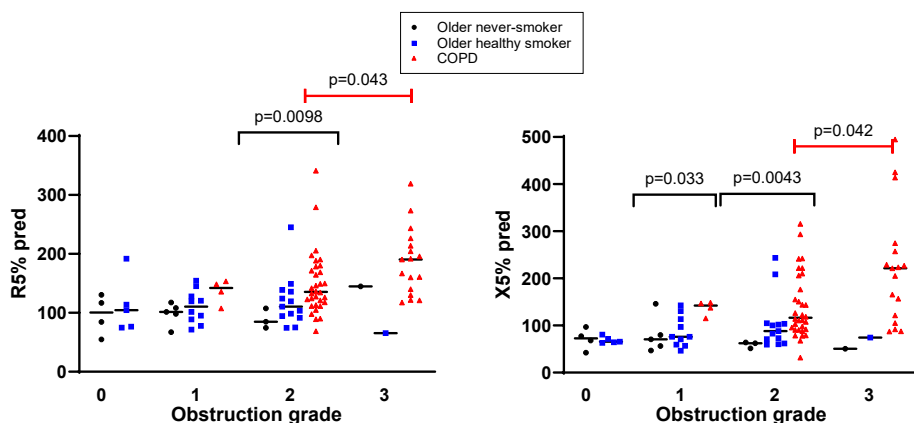 Older never-smoker
Older healthy smoker
COPD
p=0.043
p=0.0098
400
300
200
100
0
R5% pred
0 1 2 3
Obstruction grade
p=0.042
p=0.033
p=0.0043
500
400
300
200
100
0
X5% pred
0 1 2 3
Obstruction grade